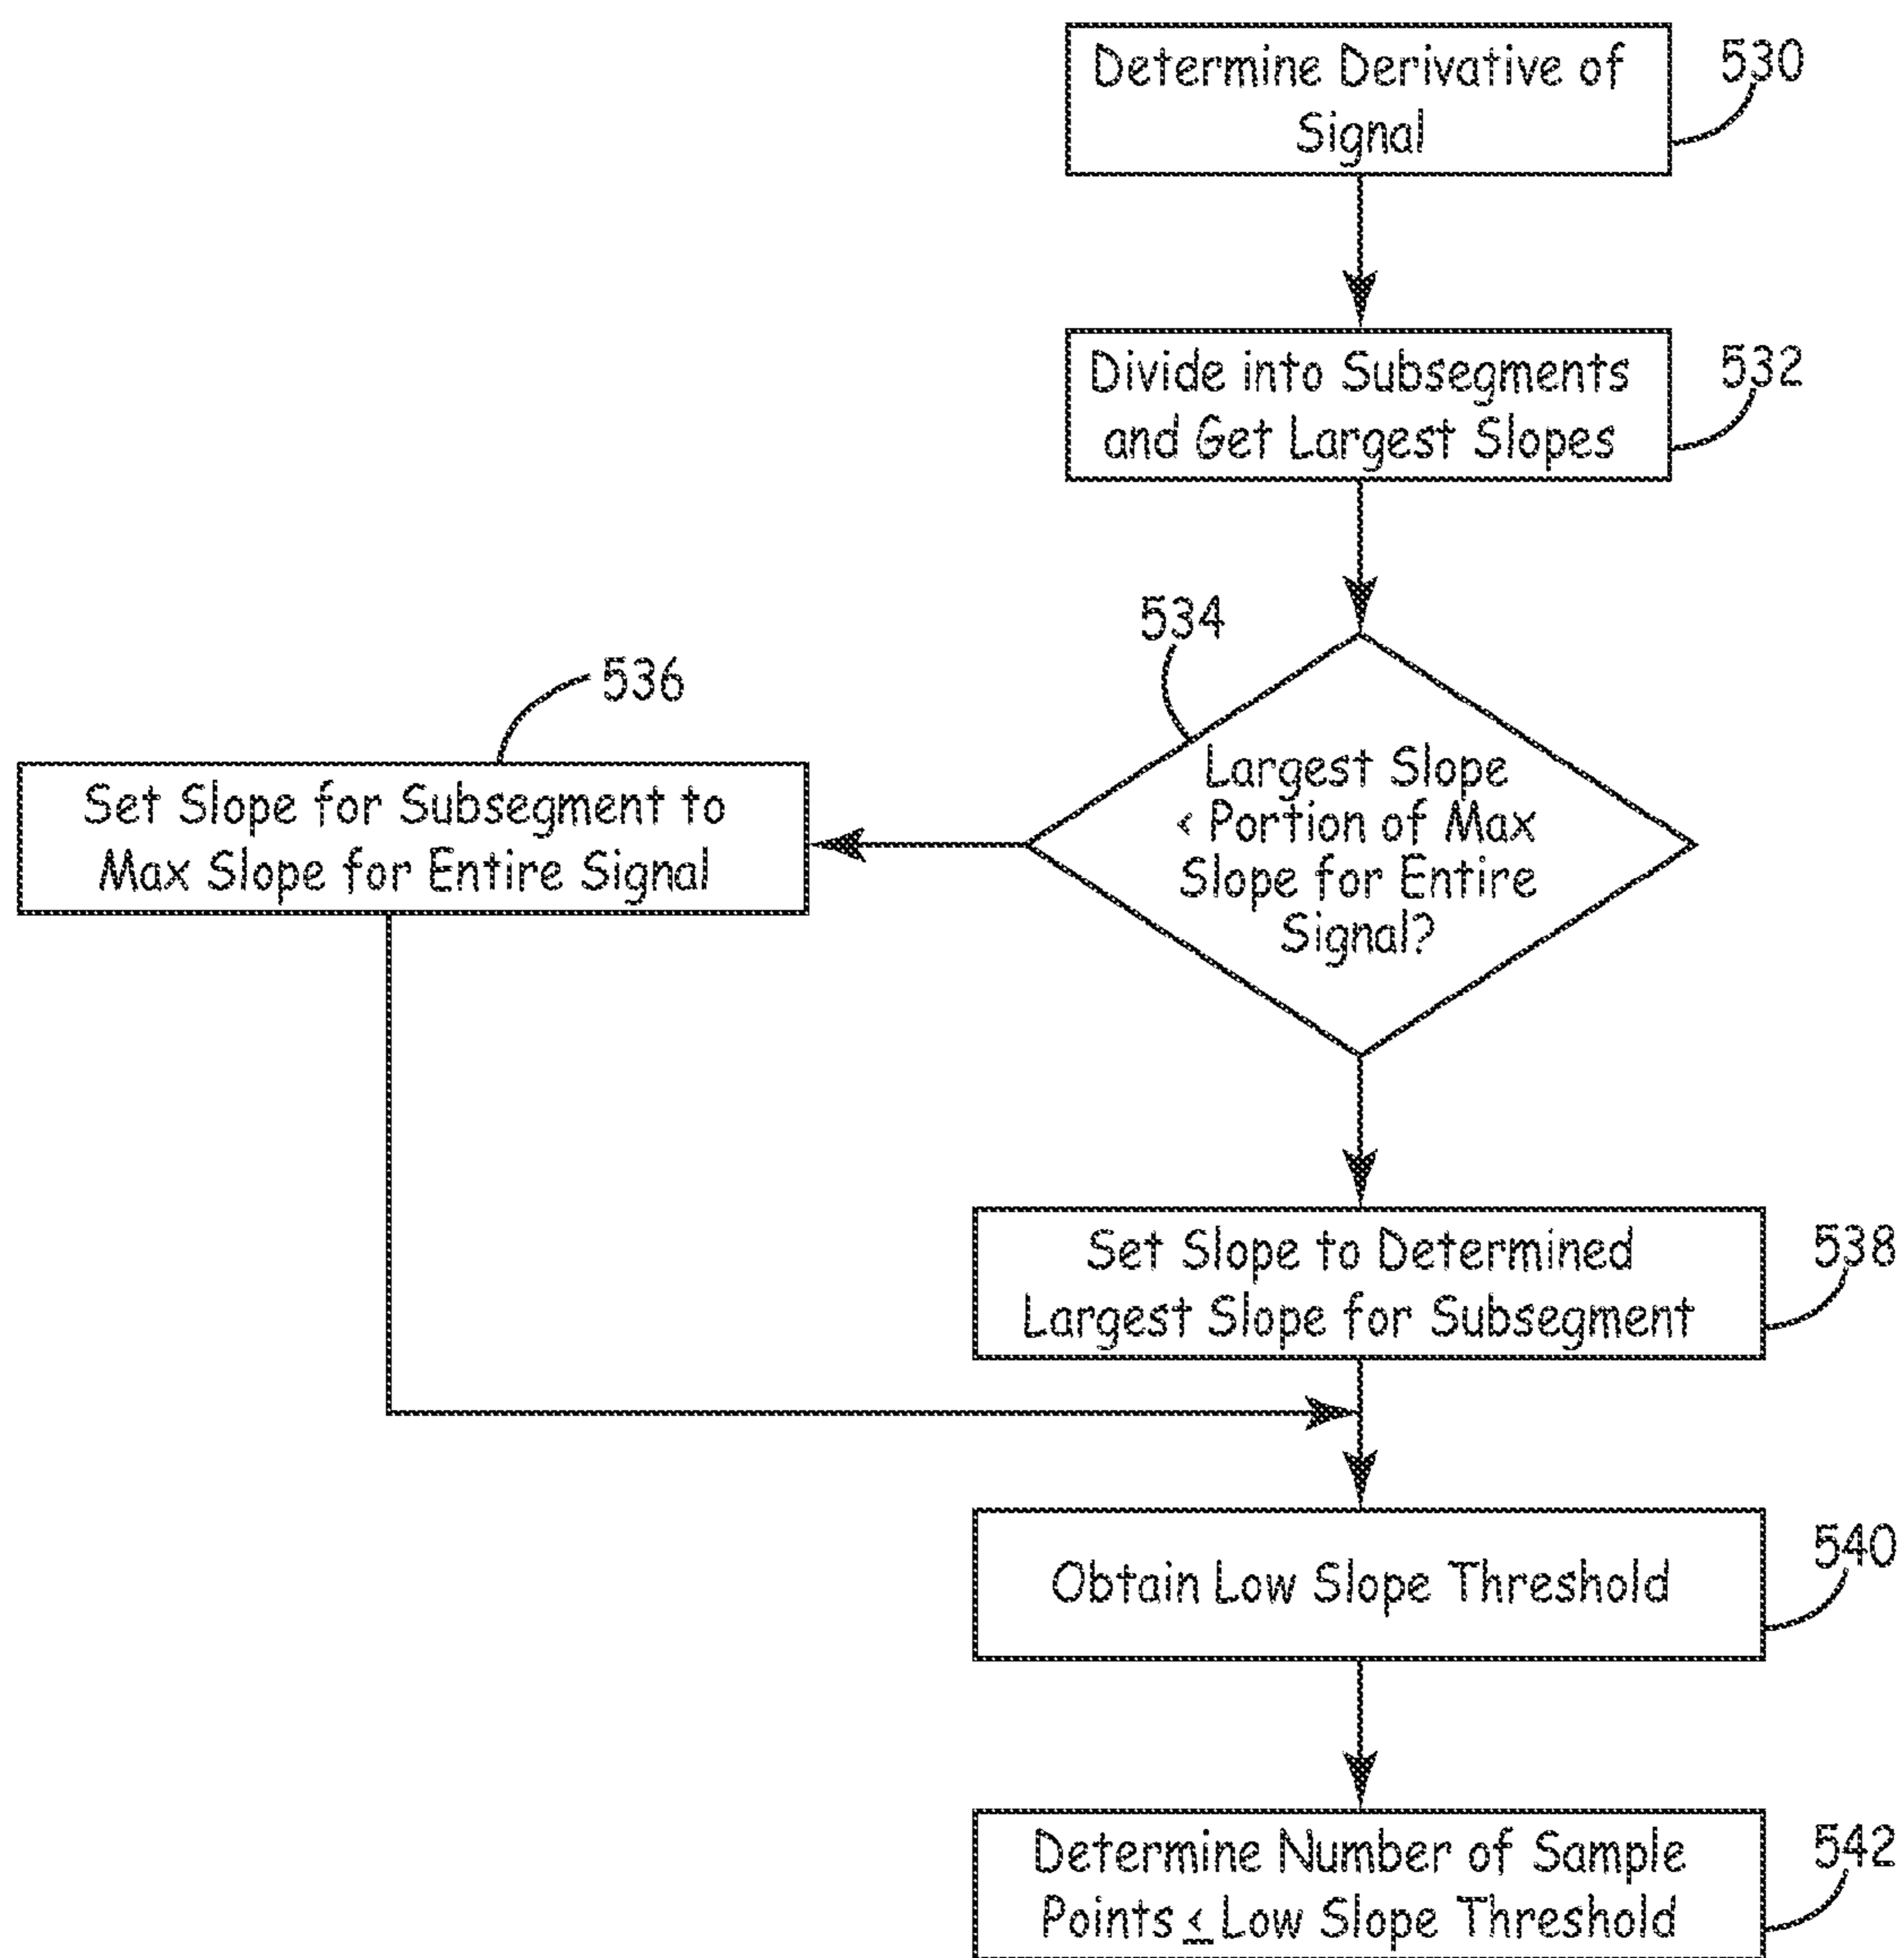 Determine Derivative of
Signal
530
Divide into Subsegments
and Get Largest Slopes
532
534
Largest Slope
< Portion of Max
Slope for Entire
Signal?
536
Set Slope for Subsegment to
Max Slope for Entire Signal
Set Slope to Determined
Largest Slope for Subsegment
538
Obtain Low Slope Threshold
540
Determine Number of Sample
Points ≤ Low Slope Threshold
542